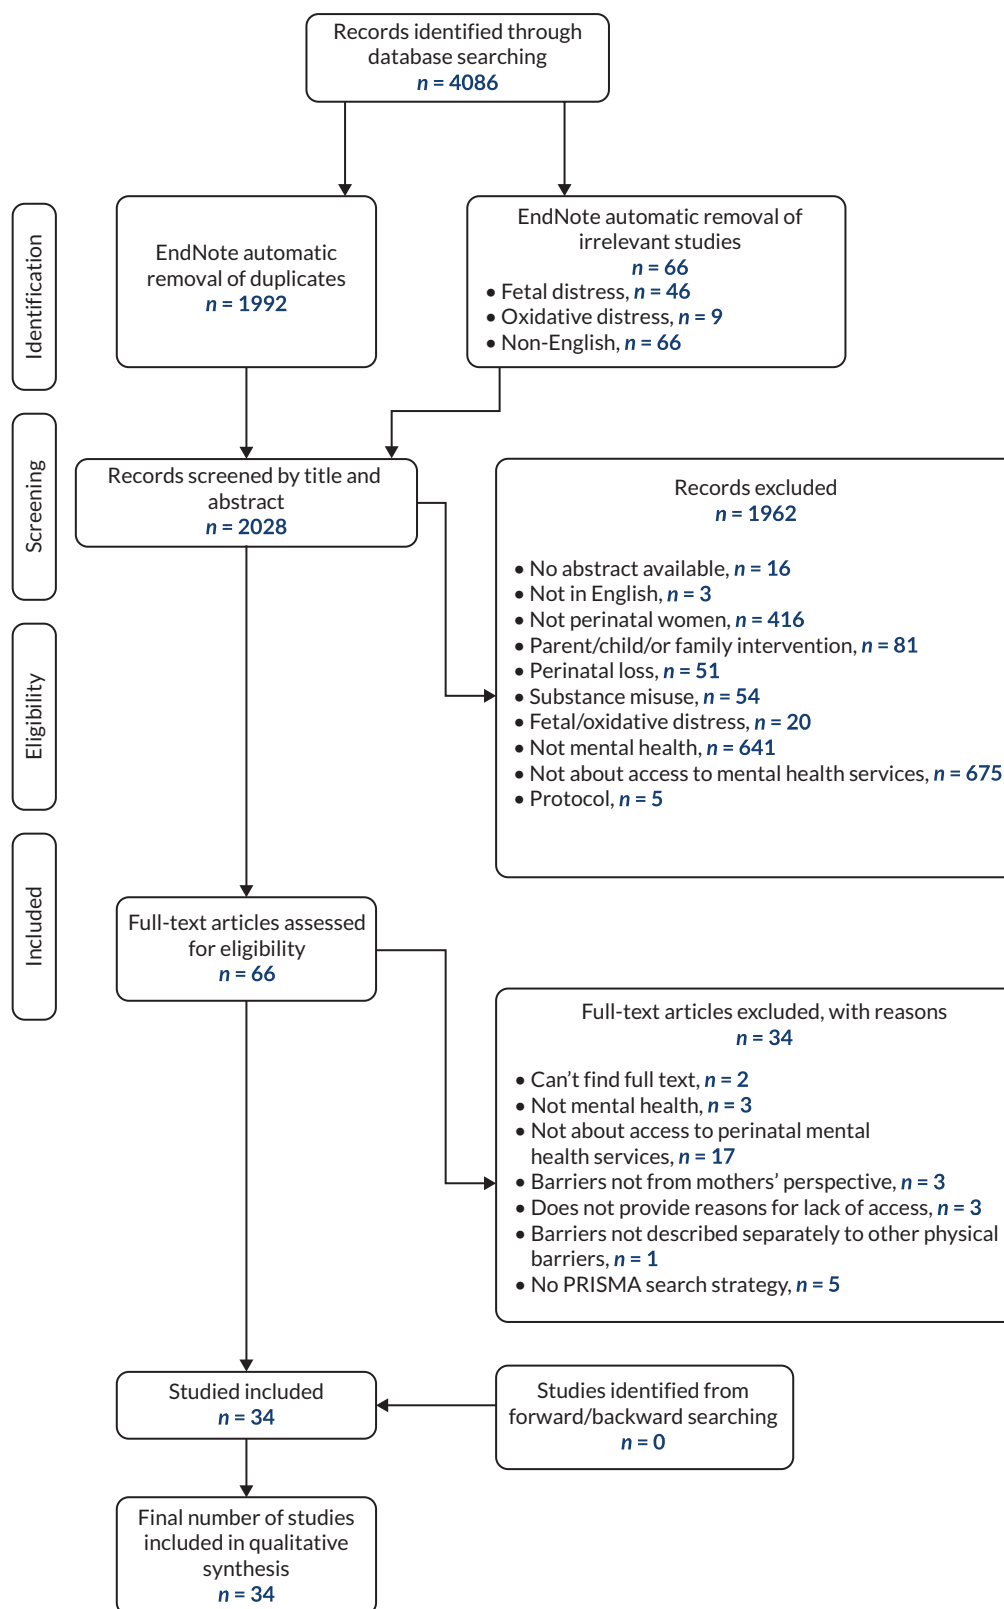 Records identified through
database searching
n = 4086
Identification
EndNote automatic
removal of duplicates
n = 1992
EndNote automatic removal of
irrelevant studies
n = 66
• Fetal distress, n = 46
• Oxidative distress, n = 9
• Non-English, n = 66
Screening
Records screened by title and
abstract
n = 2028
Records excluded
n = 1962
• No abstract available, n = 16
• Not in English, n = 3
• Not perinatal women, n = 416
• Parent/child/or family intervention, n = 81
• Perinatal loss, n = 51
• Substance misuse, n = 54
• Fetal/oxidative distress, n = 20
• Not mental health, n = 641
• Not about access to mental health services, n = 675
• Protocol, n = 5
Eligibility
Included
Full-text articles assessed
for eligibility
n = 66
Full-text articles excluded, with reasons
n = 34
• Can't find full text, n = 2
• Not mental health, n = 3
• Not about access to perinatal mental
health services, n = 17
• Barriers not from mothers' perspective, n = 3
• Does not provide reasons for lack of access, n = 3
• Barriers not described separately to other physical
barriers, n = 1
• No PRISMA search strategy, n = 5
Studied included
n = 34
Studies identified from
forward/backward searching
n = 0
Final number of studies
included in qualitative
synthesis
n = 34